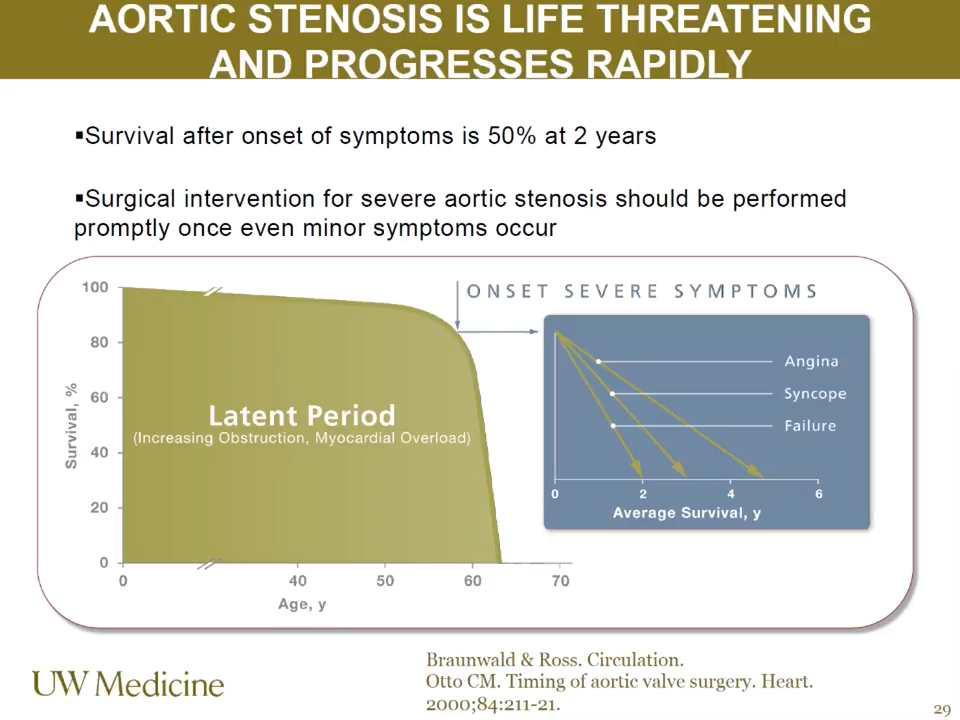 AORTIC STENOSIS IS LIFE THREATENING
AND PROGRESSES RAPIDLY
▪Survival after onset of symptoms is 50% at 2 years
▪Surgical intervention for severe aortic stenosis should be performed
promptly once even minor symptoms occur
ONSET SEVERE SYMPTOMS
100
80
60
40
20
0
Survival, %
Latent Period
(Increasing Obstruction, Myocardial Overload)
0
40
50
60
70
Age, y
Angina
Syncope
Failure
0
2
4
6
Average Survival, y
UW Medicine
Braunwald & Ross. Circulation.
Otto CM. Timing of aortic valve surgery. Heart.
2000;84:211-21.
29